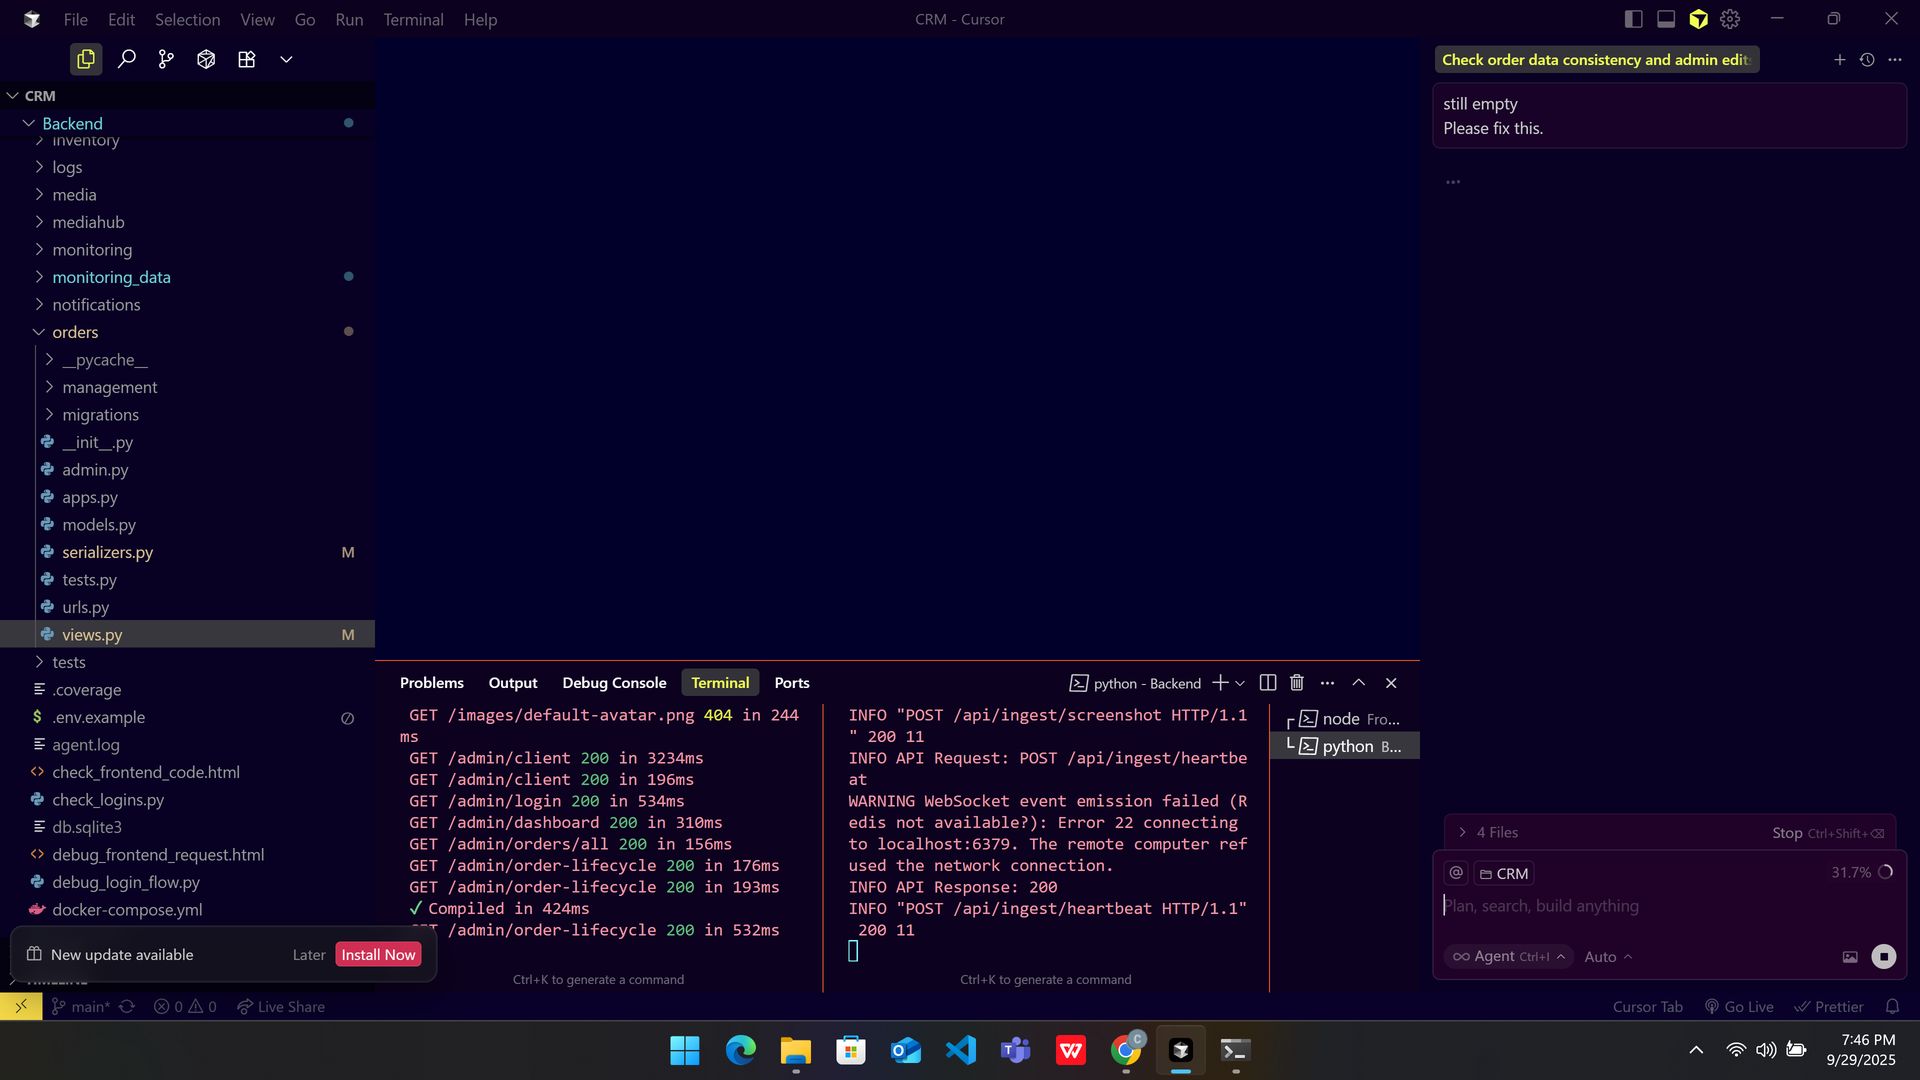 File Edit Selection View Go Run Terminal Help
CRM - Cursor
CRM
Backend
inventory
logs
media
mediahub
monitoring
monitoring_data
notifications
orders
__pycache__
management
migrations
__init__.py
admin.py
apps.py
models.py
serializers.py M
tests.py
urls.py
views.py M
tests
.coverage
.env.example
agent.log
check_frontend_code.html
check_logins.py
db.sqlite3
debug_frontend_request.html
debug_login_flow.py
docker-compose.yml
New update available Later Install Now
TIMELINE
Problems Output Debug Console Terminal Ports
python - Backend
GET /images/default-avatar.png 404 in 244
ms
GET /admin/client 200 in 3234ms
GET /admin/client 200 in 196ms
GET /admin/login 200 in 534ms
GET /admin/dashboard 200 in 310ms
GET /admin/orders/all 200 in 156ms
GET /admin/order-lifecycle 200 in 176ms
GET /admin/order-lifecycle 200 in 193ms
✓ Compiled in 424ms
GET /admin/order-lifecycle 200 in 532ms
Ctrl+K to generate a command
INFO "POST /api/ingest/screenshot HTTP/1.1
" 200 11
INFO API Request: POST /api/ingest/heartbe
at
WARNING WebSocket event emission failed (R
edis not available?): Error 22 connecting
to localhost:6379. The remote computer ref
used the network connection.
INFO API Response: 200
INFO "POST /api/ingest/heartbeat HTTP/1.1"
200 11
Ctrl+K to generate a command
node Fro...
python B...
Check order data consistency and admin edit
still empty
Please fix this.
...
4 Files Stop Ctrl+Shift+⌫
@ CRM 31.7%
Plan, search, build anything
Agent Ctrl+I Auto
main* 0 0 Live Share
Cursor Tab Go Live Prettier
7:46 PM
9/29/2025